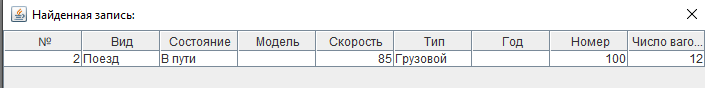 Найденная запись:
№ Вид Состояние Модель Скорость Тип Год Номер Число ваго...
2 Поезд В пути 85 Грузовой 100 12